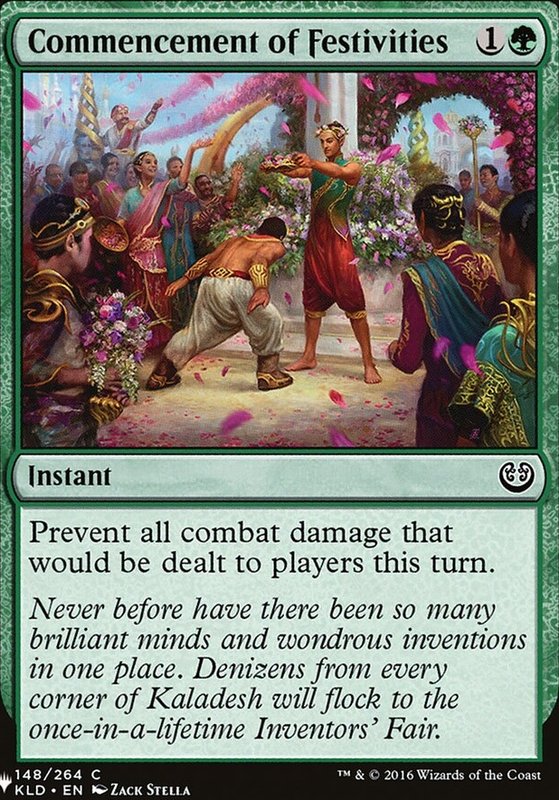 Commencement of Festivities 1
Instant
Prevent all combat damage that
would be dealt to players this turn.
Never before have there been so many
brilliant minds and wondrous inventions
in one place. Denizens from every
corner of Kaladesh will flock to the
once-in-a-lifetime Inventors' Fair.
148/264 C
KLD • EN Zack Stella
™ & © 2016 Wizards of the Coast